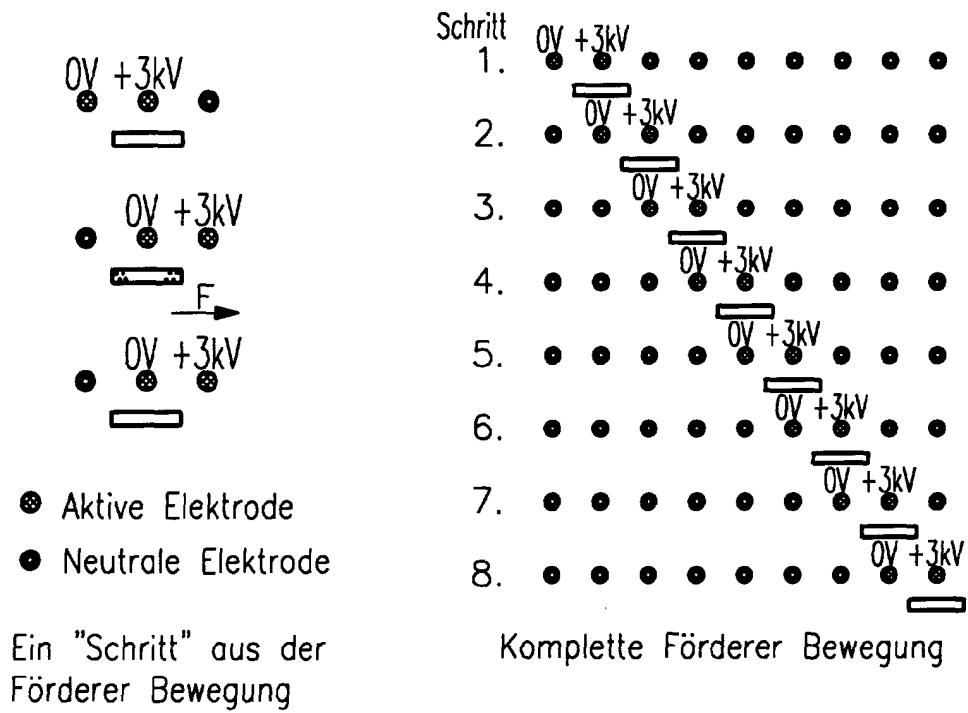 0V +3kV
0V +3kV
F
0V +3kV
Aktive Elektrode
Neutrale Elektrode
Ein "Schritt" aus der
Förderer Bewegung
Schritt
0V +3kV
1.
0V +3kV
2.
0V +3kV
3.
0V +3kV
4.
0V +3kV
5.
0V +3kV
6.
0V +3kV
7.
0V +3kV
8.
Komplette Förderer Bewegung